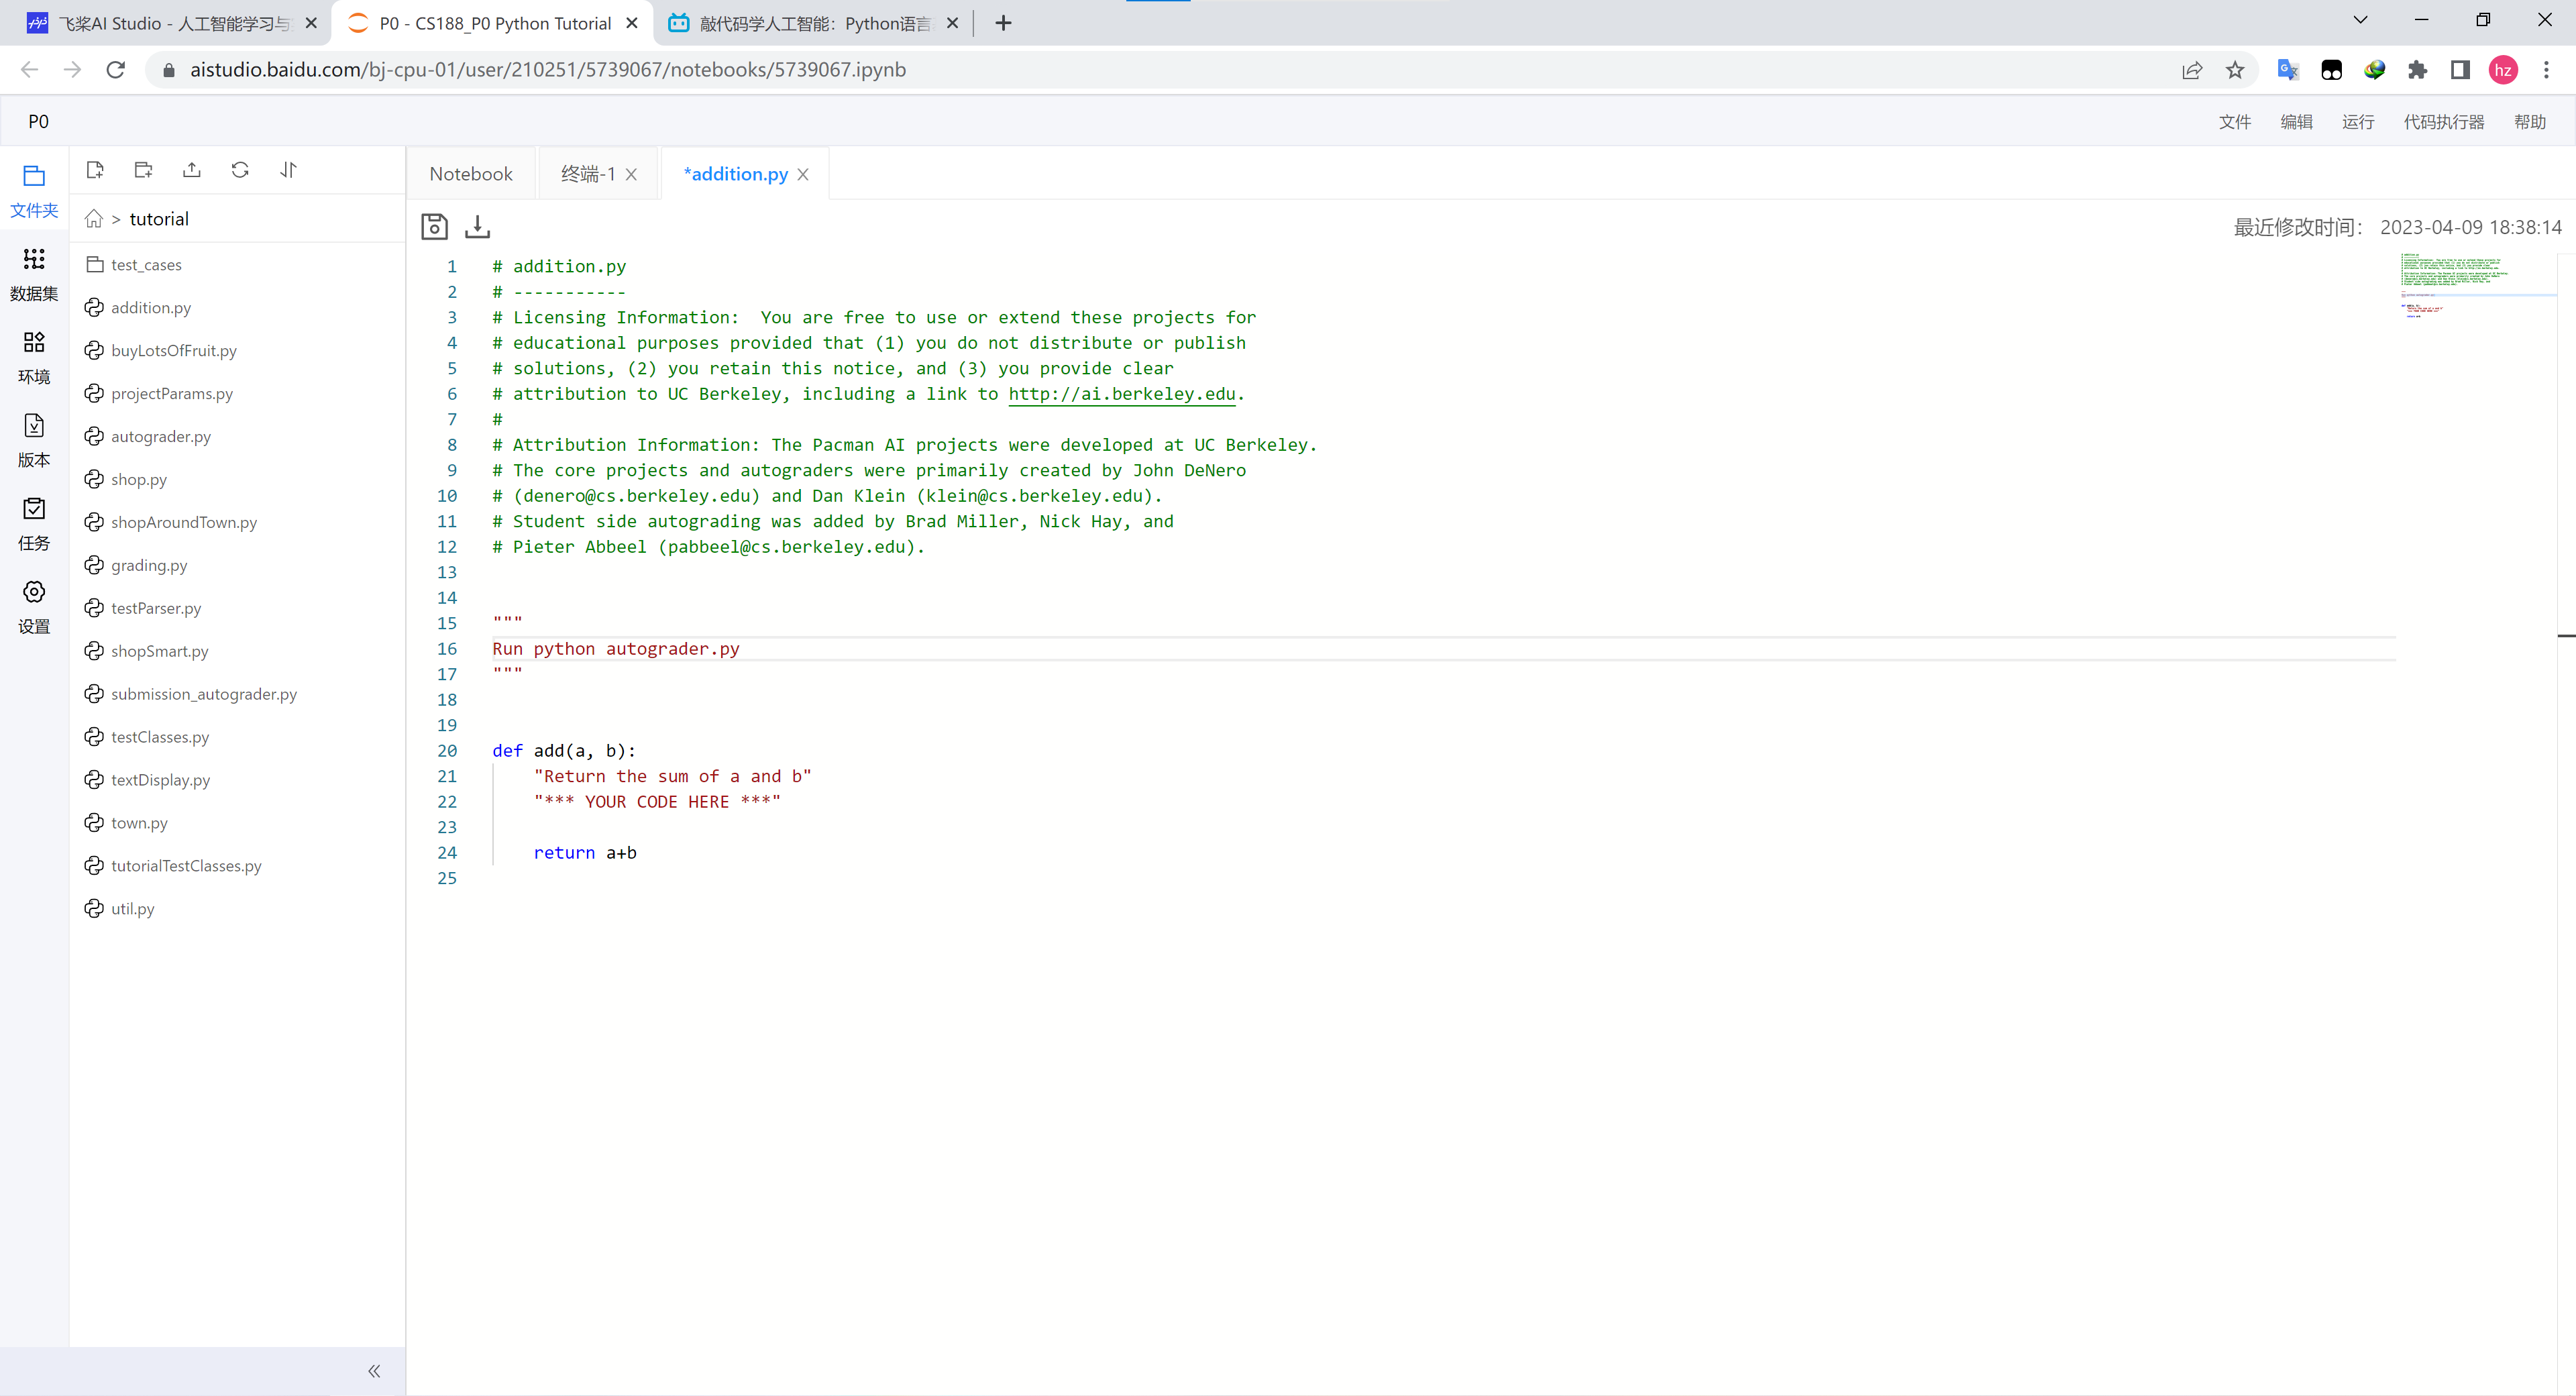 飞桨AI Studio - 人工智能学习与
P0 - CS188_P0 Python Tutorial
敲代码学人工智能：Python语言
aistudio.baidu.com/bj-cpu-01/user/210251/5739067/notebooks/5739067.ipynb
hz
P0
文件 编辑 运行 代码执行器 帮助
文件夹
数据集
环境
版本
任务
设置
> tutorial
test_cases
addition.py
buyLotsOfFruit.py
projectParams.py
autograder.py
shop.py
shopAroundTown.py
grading.py
testParser.py
shopSmart.py
submission_autograder.py
testClasses.py
textDisplay.py
town.py
tutorialTestClasses.py
util.py
Notebook 终端-1 *addition.py
最近修改时间： 2023-04-09 18:38:14
1 # addition.py
2 # -----------
3 # Licensing Information:  You are free to use or extend these projects for
4 # educational purposes provided that (1) you do not distribute or publish
5 # solutions, (2) you retain this notice, and (3) you provide clear
6 # attribution to UC Berkeley, including a link to http://ai.berkeley.edu.
7 #
8 # Attribution Information: The Pacman AI projects were developed at UC Berkeley.
9 # The core projects and autograders were primarily created by John DeNero
10 # (denero@cs.berkeley.edu) and Dan Klein (klein@cs.berkeley.edu).
11 # Student side autograding was added by Brad Miller, Nick Hay, and
12 # Pieter Abbeel (pabbeel@cs.berkeley.edu).
13
14
15 """
16 Run python autograder.py
17 """
18
19
20 def add(a, b):
21     "Return the sum of a and b"
22     "*** YOUR CODE HERE ***"
23
24     return a+b
25